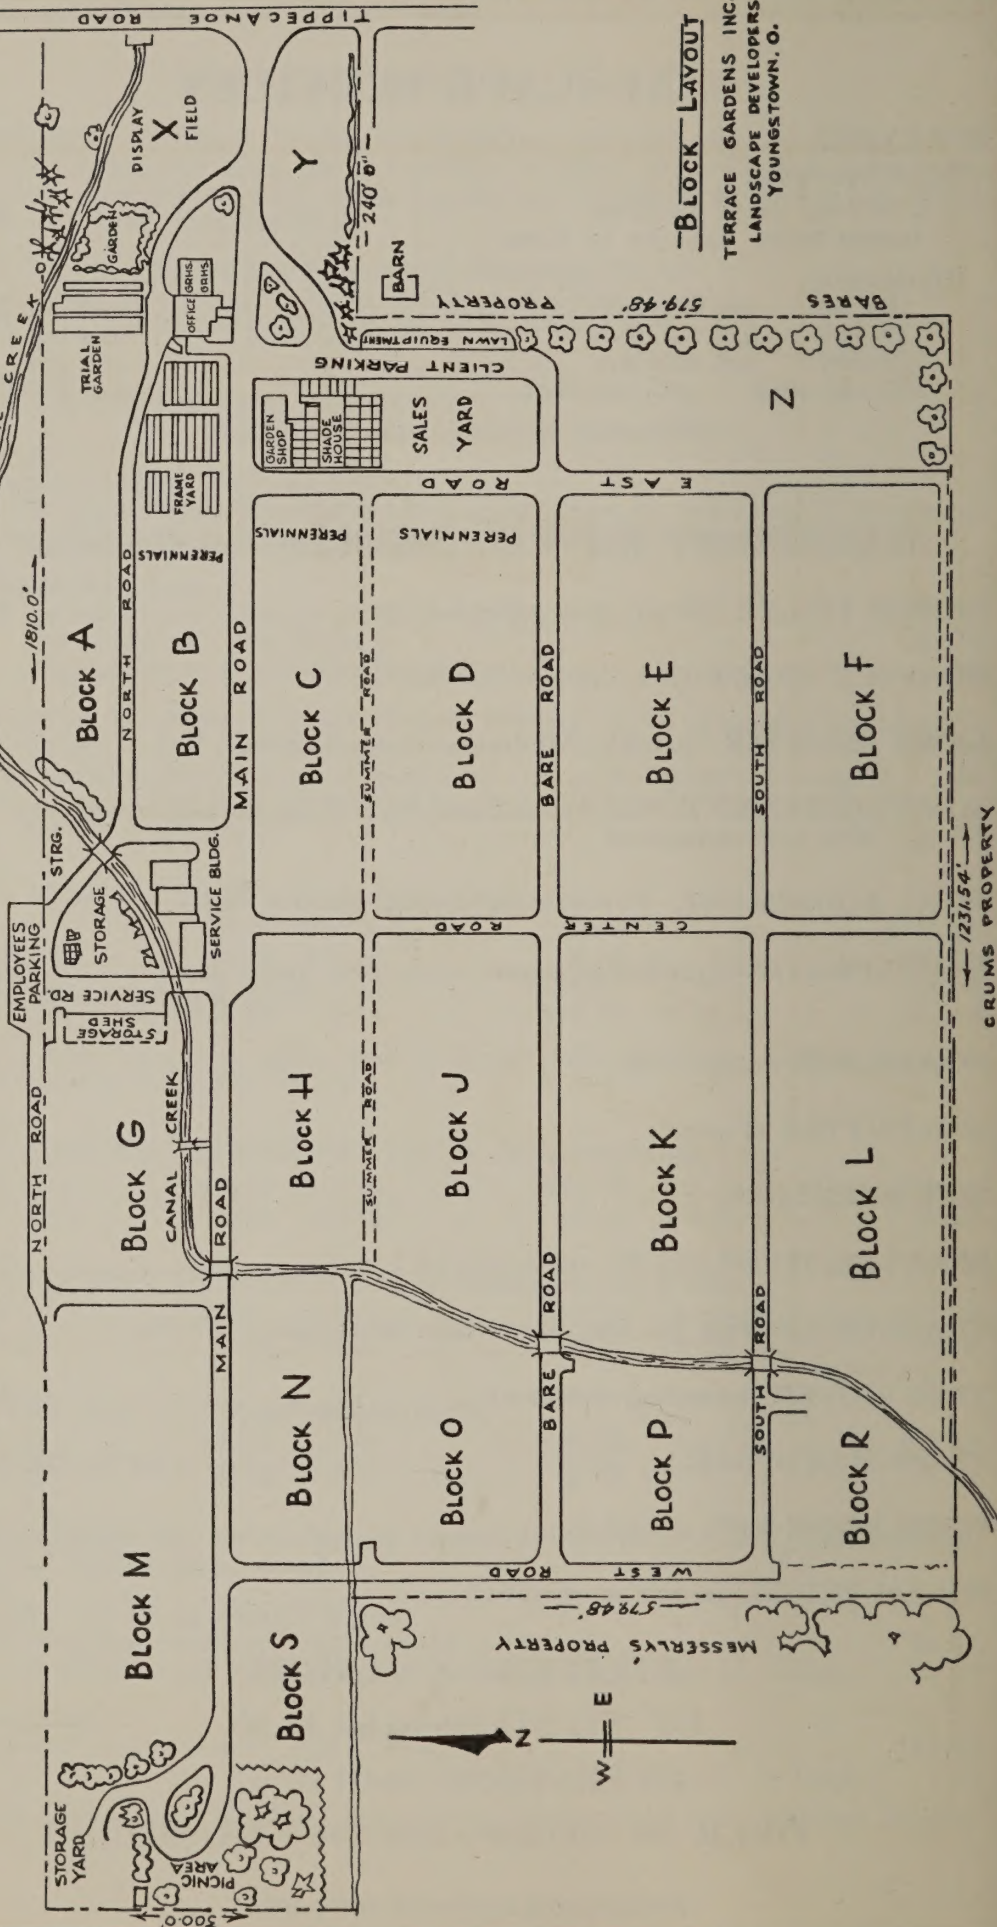 BLOCK LAYOUT
TERRACE GARDENS INC.
LANDSCAPE DEVELOPERS
YOUNGSTOWN, O.
TIPPECANOE ROAD
CREEK
DISPLAY
X
FIELD
GARDEN
TRIAL
GARDEN
OFFICE
GRHS
GRHS.
FRAME
YARD
PERENNIALS
Y
240' 0"
BARN
BARES PROPERTY
579.48'
LAWN EQUIPTMENT
CLIENT PARKING
GARDEN
SHOP
SHADE
HOUSE
SALES
YARD
Z
EAST ROAD
PERENNIALS
PERENNIALS
1810.0'
BLOCK A
NORTH ROAD
BLOCK B
MAIN ROAD
BLOCK C
SUMMER ROAD
BLOCK D
BARE ROAD
BLOCK E
SOUTH ROAD
BLOCK F
STRG.
STORAGE
SERVICE BLDG.
EMPLOYEES
PARKING
SERVICE RD.
STORAGE
SHED
CENTER ROAD
1231.54'
CRUMS PROPERTY
NORTH ROAD
BLOCK G
CANAL CREEK
MAIN ROAD
BLOCK H
SUMMER ROAD
BLOCK J
BARE ROAD
BLOCK K
SOUTH ROAD
BLOCK L
BLOCK M
BLOCK N
BLOCK O
BLOCK P
BLOCK R
WEST ROAD
579.48'
MESSERLY'S PROPERTY
BLOCK S
STORAGE
YARD
PICNIC
AREA
500.0'
N
W E